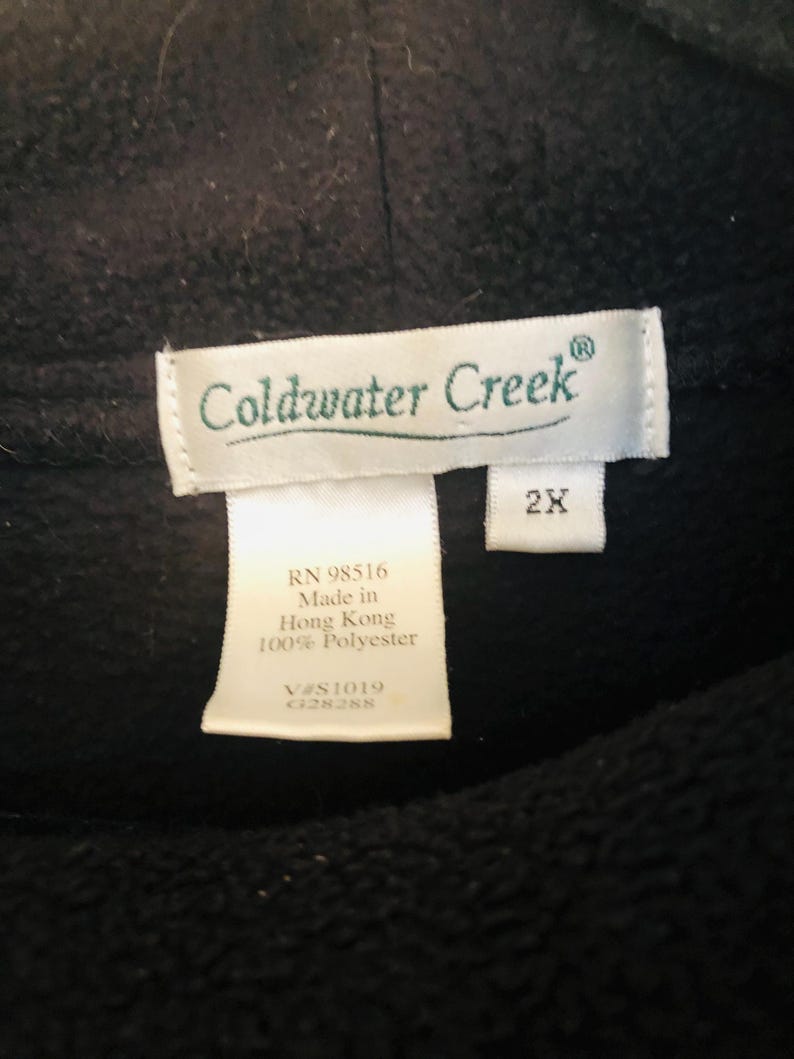 Coldwater Creek®
2X
RN 98516
Made in
Hong Kong
100% Polyester
V#S1019
G28288